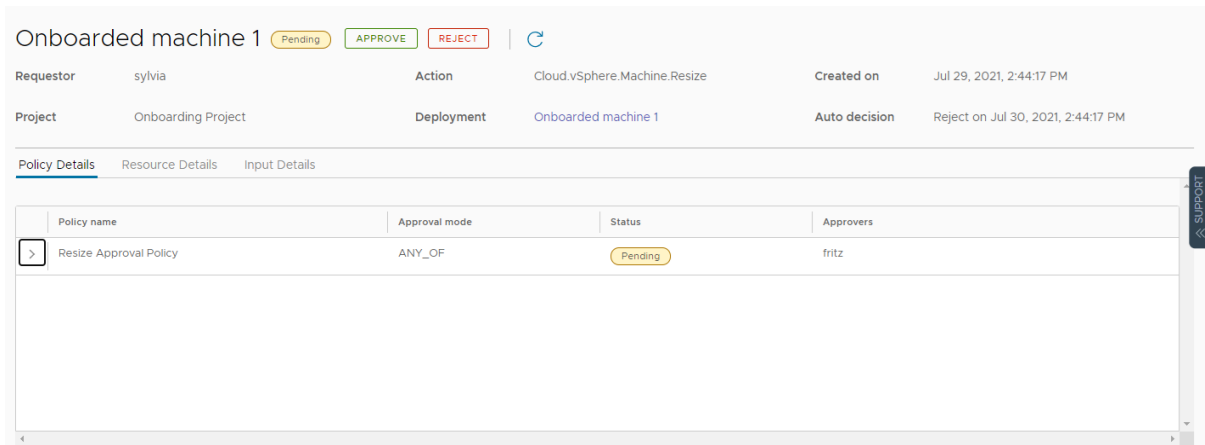 Onboarded machine 1 Pending APPROVE REJECT
Requestor sylvia Action Cloud.vSphere.Machine.Resize Created on Jul 29, 2021, 2:44:17 PM
Project Onboarding Project Deployment Onboarded machine 1 Auto decision Reject on Jul 30, 2021, 2:44:17 PM
Policy Details Resource Details Input Details
SUPPORT
Policy name Approval mode Status Approvers
Resize Approval Policy ANY_OF Pending fritz